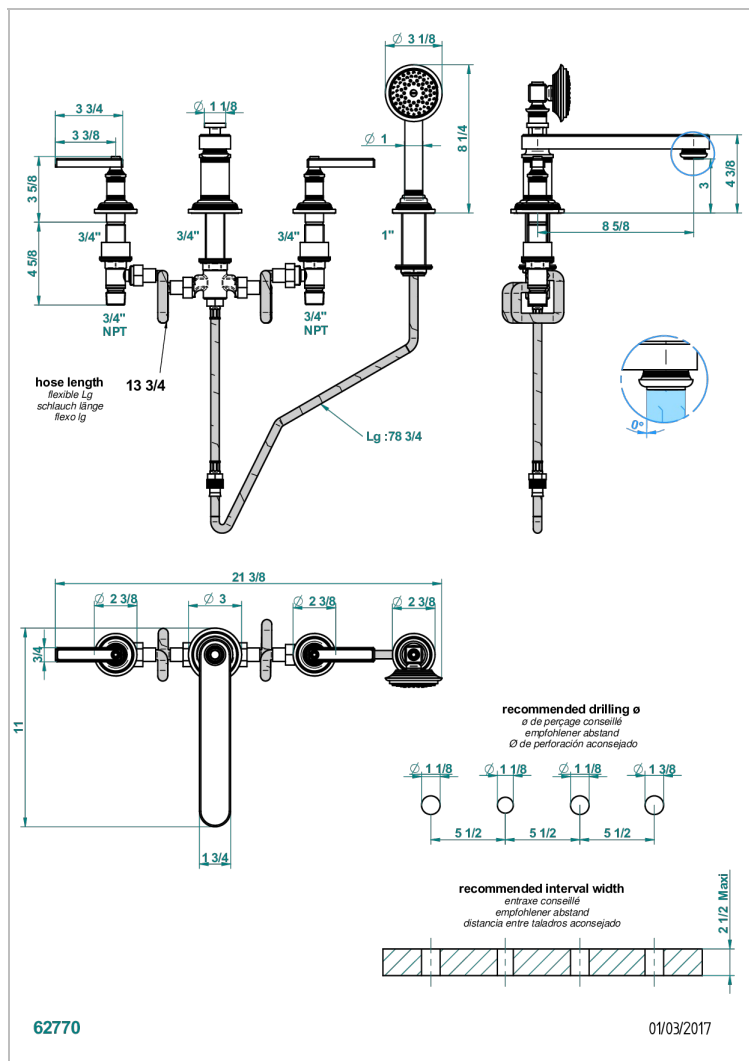 Ø 3 1/8
3 3/4
3 3/8
Ø 1 1/8
Ø 1
8 1/4
3 5/8
4 5/8
3/4"
3/4"
3/4"
1"
3/4"
NPT
3/4"
NPT
3
4 3/8
8 5/8
hose length
flexible Lg
schlauch länge
flexo lg
13 3/4
Lg :78 3/4
0°
21 3/8
Ø 2 3/8
Ø 3
Ø 2 3/8
Ø 2 3/8
3/4
11
1 3/4
recommended drilling ø
ø de perçage conseillé
empfohlener abstand
Ø de perforación aconsejado
Ø 1 1/8
Ø 1 1/8
Ø 1 1/8
Ø 1 3/8
5 1/2
5 1/2
5 1/2
recommended interval width
entraxe conseillé
empfohlener abstand
distancia entre taladros aconsejado
2 1/2 Maxi
62770
01/03/2017